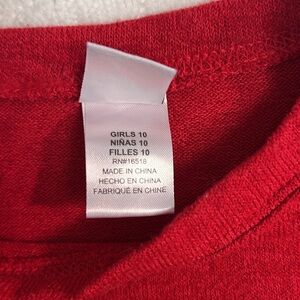 GIRLS 10
NIÑAS 10
FILLES 10
RN#16518
MADE IN CHINA
HECHO EN CHINA
FABRIQUÉ EN CHINE